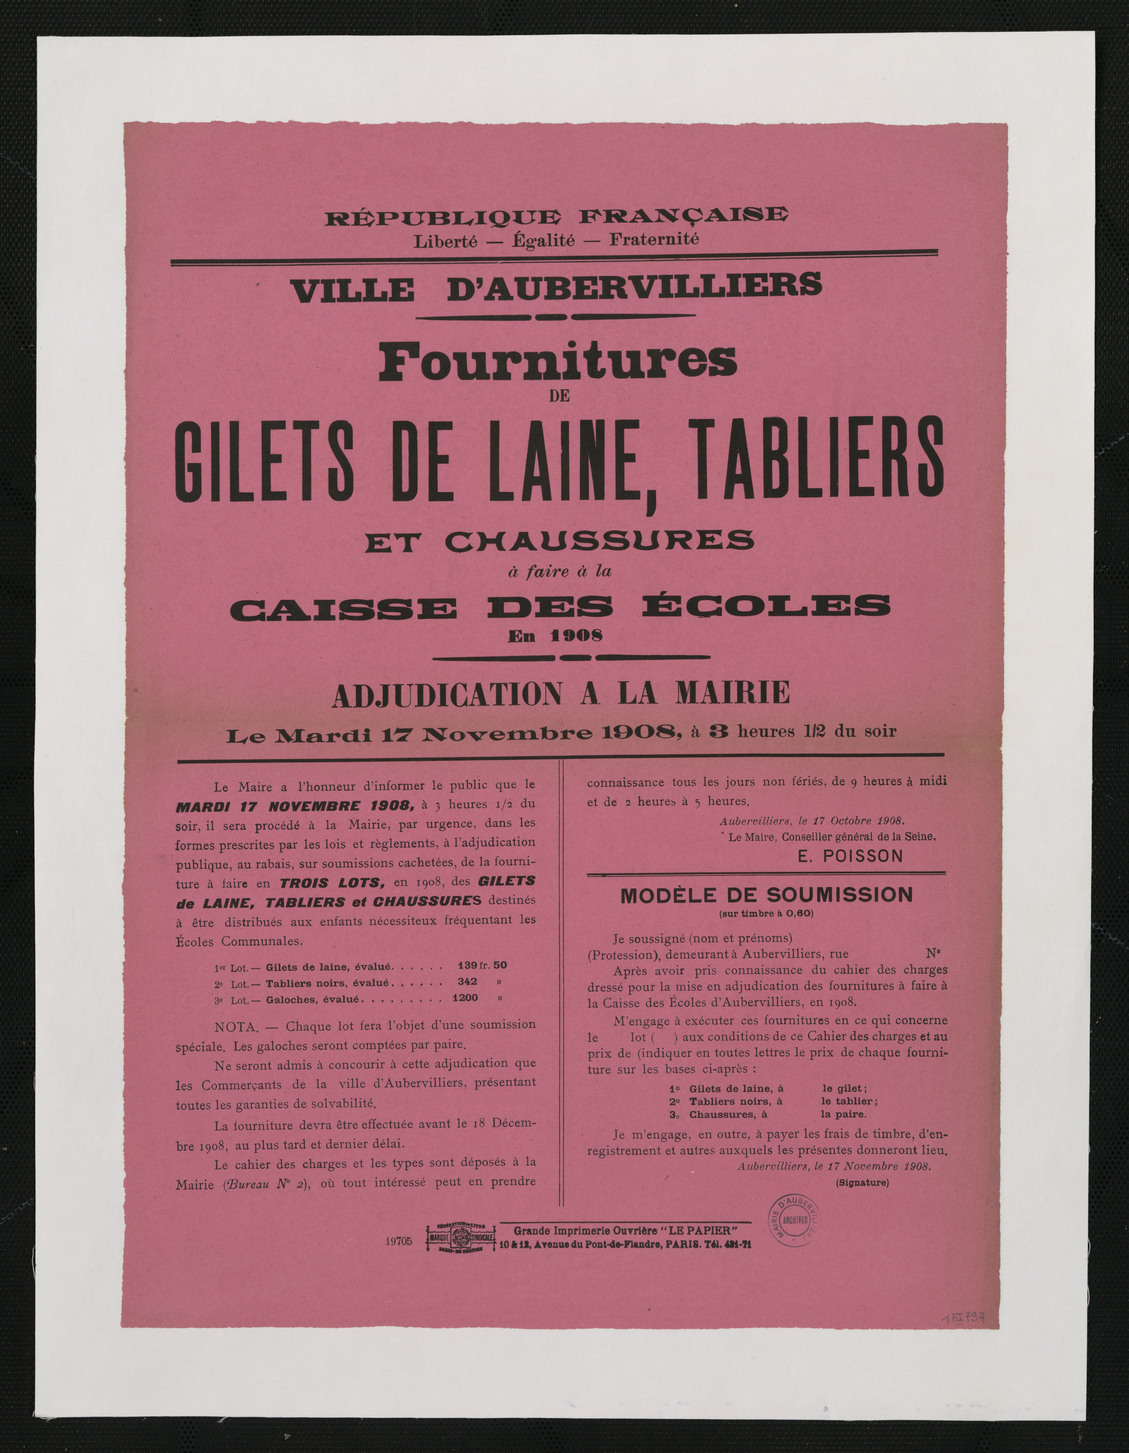 RÉPUBLIQUE FRANÇAISE
Liberté — Égalité — Fraternité
VILLE D'AUBERVILLIERS
Fournitures
DE
GILETS DE LAINE, TABLIERS
ET CHAUSSURES
à faire à la
CAISSE DES ÉCOLES
En 1908
ADJUDICATION A LA MAIRIE
Le Mardi 17 Novembre 1908, à 3 heures 1/2 du soir
Le Maire a l'honneur d'informer le public que le
MARDI 17 NOVEMBRE 1908, à 3 heures 1/2 du
soir, il sera procédé à la Mairie, par urgence, dans les
formes prescrites par les lois et règlements, à l'adjudication
publique, au rabais, sur soumissions cachetées, de la fourni-
ture à faire en TROIS LOTS, en 1908, des GILETS
de LAINE, TABLIERS et CHAUSSURES destinés
à être distribués aux enfants nécessiteux fréquentant les
Écoles Communales.
1er Lot. — Gilets de laine, évalué. . . . . . 139 fr. 50
2e Lot. — Tabliers noirs, évalué . . . . . . 342 »
3e Lot. — Galoches, évalué. . . . . . . . . 1200 »
NOTA. — Chaque lot fera l'objet d'une soumission
spéciale. Les galoches seront comptées par paire.
Ne seront admis à concourir à cette adjudication que
les Commerçants de la ville d'Aubervilliers, présentant
toutes les garanties de solvabilité.
La fourniture devra être effectuée avant le 18 Décem-
bre 1908, au plus tard et dernier délai.
Le cahier des charges et les types sont déposés à la
Mairie (Bureau No 2), où tout intéressé peut en prendre
connaissance tous les jours non fériés, de 9 heures à midi
et de 2 heures à 5 heures.
Aubervilliers, le 17 Octobre 1908.
Le Maire, Conseiller général de la Seine,
E. POISSON
MODÈLE DE SOUMISSION
(sur timbre à 0,60)
Je soussigné (nom et prénoms)
(Profession), demeurant à Aubervilliers, rue No
Après avoir pris connaissance du cahier des charges
dressé pour la mise en adjudication des fournitures à faire à
la Caisse des Écoles d'Aubervilliers, en 1908.
M'engage à exécuter ces fournitures en ce qui concerne
le lot ( ) aux conditions de ce Cahier des charges et au
prix de (indiquer en toutes lettres le prix de chaque fourni-
ture sur les bases ci-après :
1o Gilets de laine, à le gilet ;
2o Tabliers noirs, à le tablier ;
3o Chaussures, à la paire.
Je m'engage, en outre, à payer les frais de timbre, d'en-
registrement et autres auxquels les présentes donneront lieu.
Aubervilliers, le 17 Novembre 1908.
(Signature)
19705
MARQUE SYNDICALE
Grande Imprimerie Ouvrière "LE PAPIER"
10 & 12, Avenue du Pont-de-Flandre, PARIS. Tél. 421-71
MAIRIE D'AUBERVILLIERS
ARCHIVES
1FI797